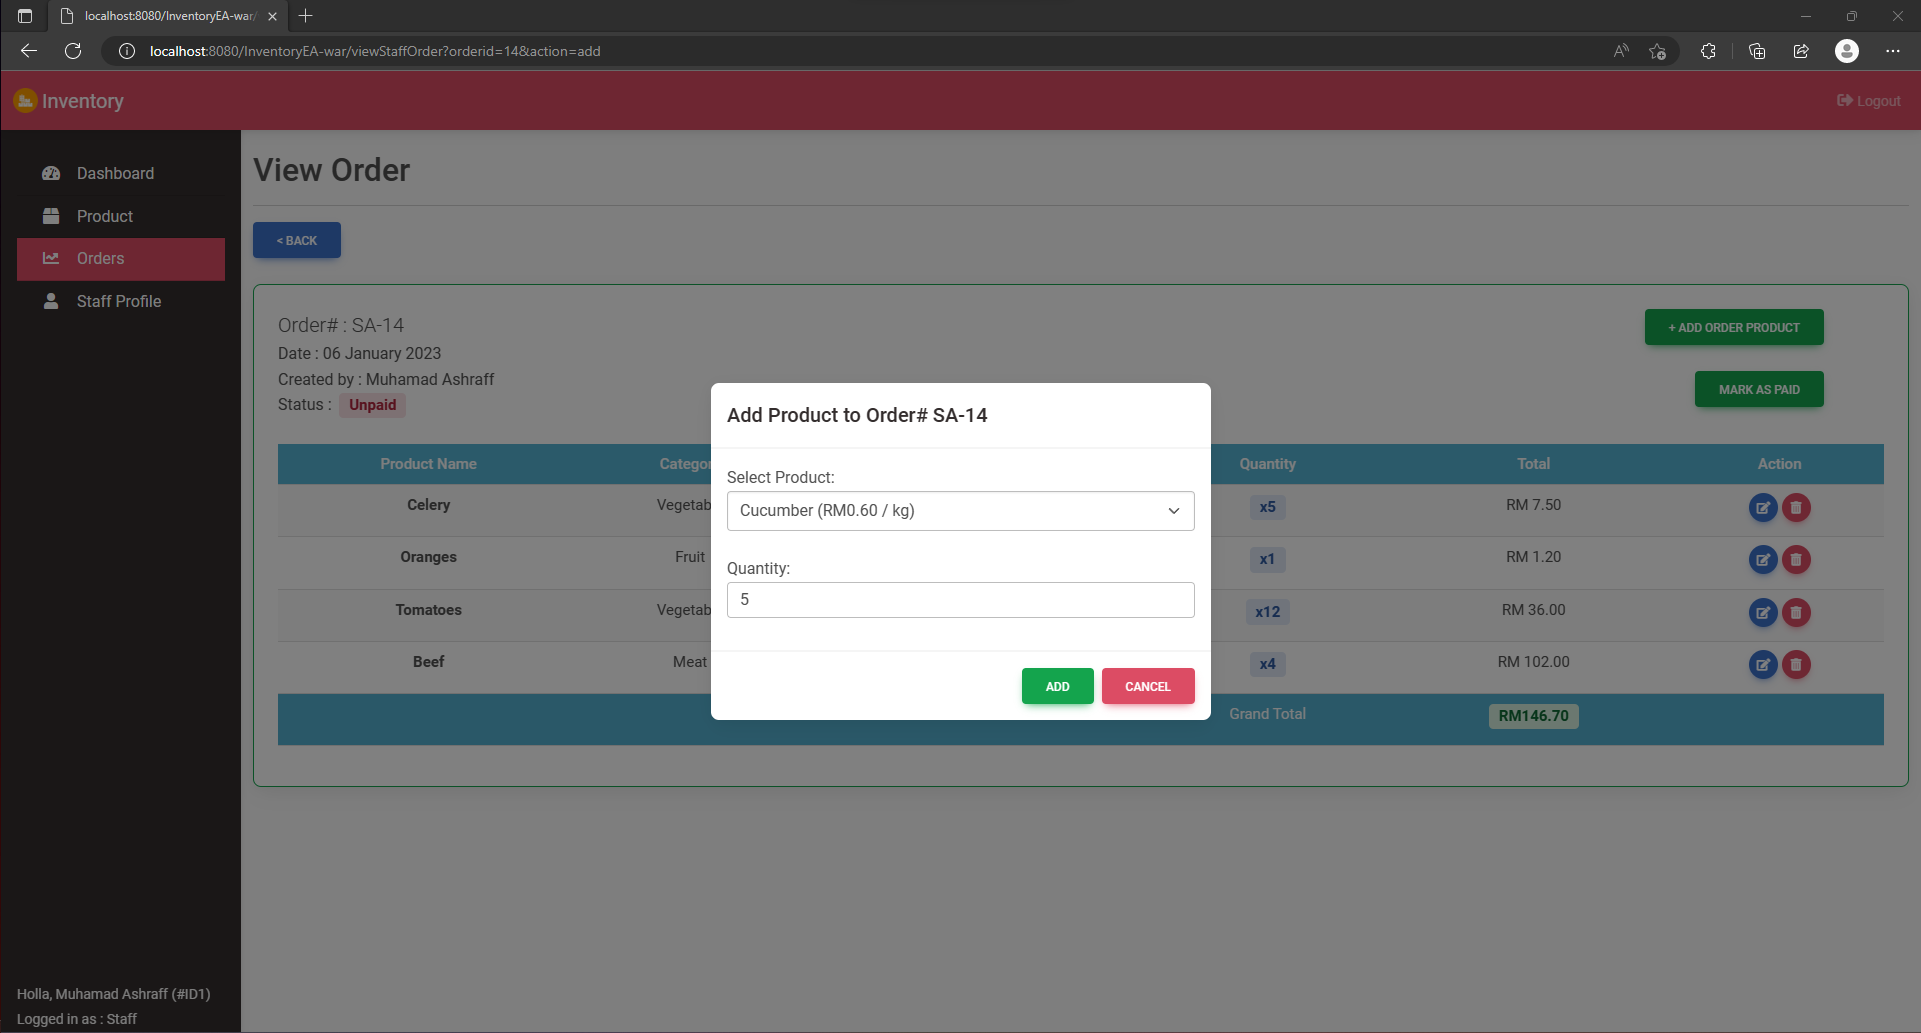 localhost:8080/InventoryEA-war/
localhost:8080/InventoryEA-war/viewStaffOrder?orderid=14&action=add
Inventory
Logout
Dashboard
Product
Orders
Staff Profile
View Order
< BACK
Order# : SA-14
Date : 06 January 2023
Created by : Muhamad Ashraff
Status : Unpaid
+ ADD ORDER PRODUCT
MARK AS PAID
Product Name Categor Quantity Total Action
Celery Vegetab x5 RM 7.50
Oranges Fruit x1 RM 1.20
Tomatoes Vegetab x12 RM 36.00
Beef Meat x4 RM 102.00
Grand Total RM146.70
Add Product to Order# SA-14
Select Product:
Cucumber (RM0.60 / kg)
Quantity:
5
ADD CANCEL
Holla, Muhamad Ashraff (#ID1)
Logged in as : Staff